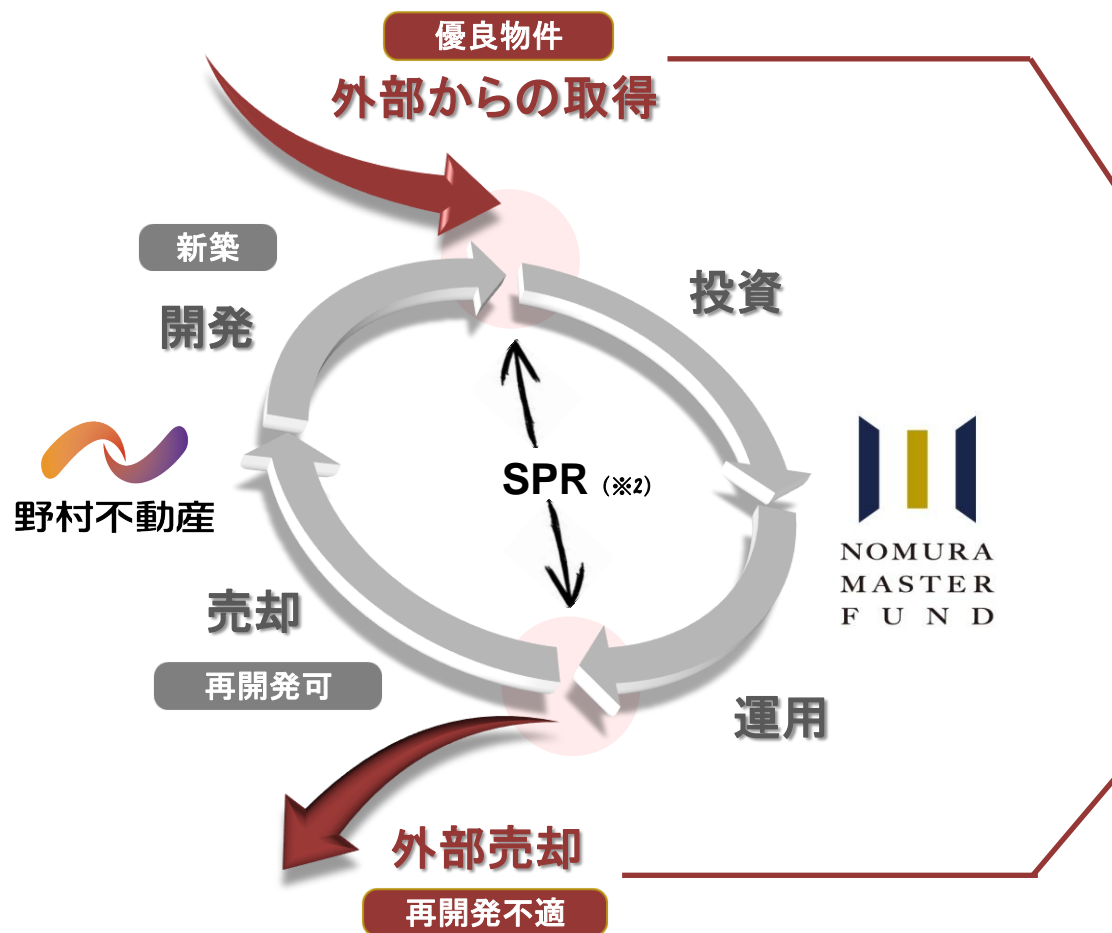 優良物件
外部からの取得
新築
開発
投資
野村不動産
SPR (※2)
NOMURA
MASTER
FUND
売却
再開発可
運用
外部売却
再開発不適